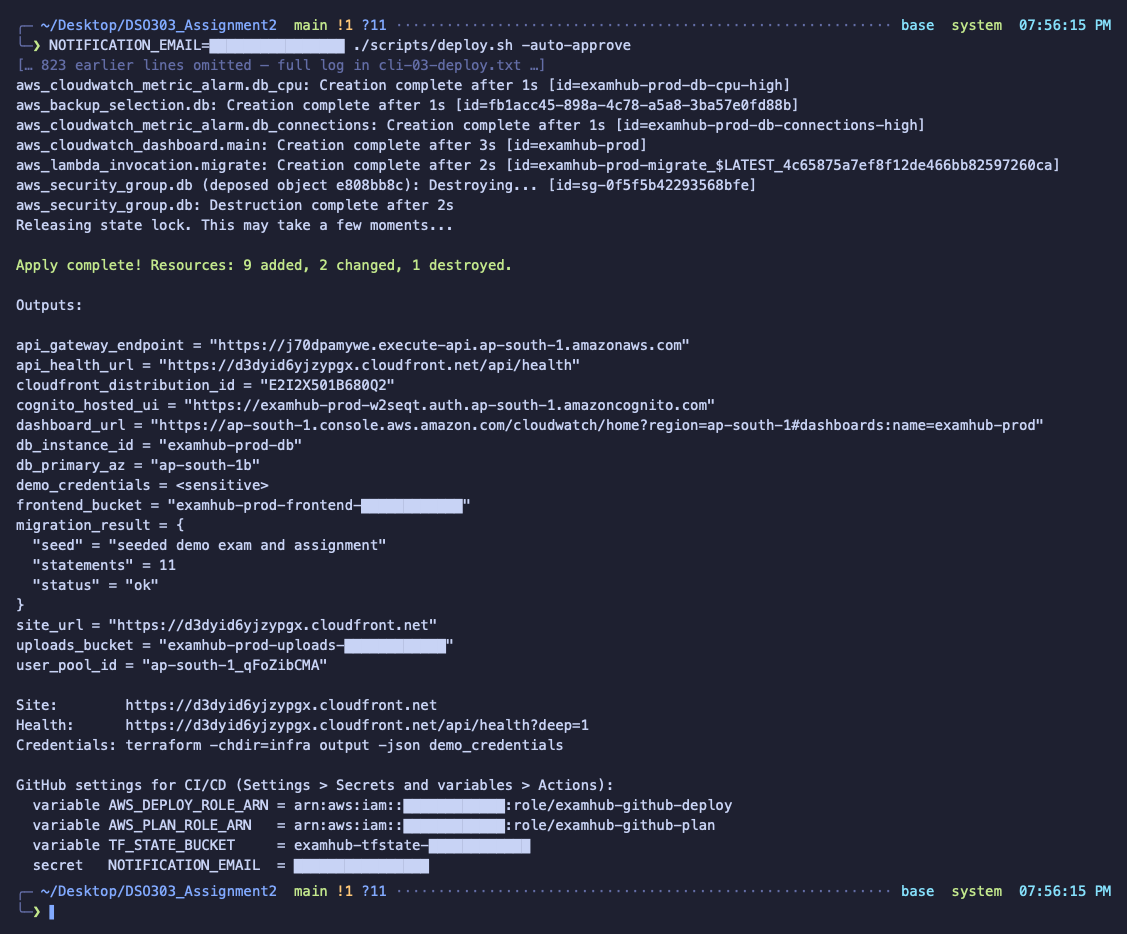 ~/Desktop/DSO303_Assignment2 main !1 ?11 base system 07:56:15 PM
❯ NOTIFICATION_EMAIL= ./scripts/deploy.sh -auto-approve
[… 823 earlier lines omitted — full log in cli-03-deploy.txt …]
aws_cloudwatch_metric_alarm.db_cpu: Creation complete after 1s [id=examhub-prod-db-cpu-high]
aws_backup_selection.db: Creation complete after 1s [id=fb1acc45-898a-4c78-a5a8-3ba57e0fd88b]
aws_cloudwatch_metric_alarm.db_connections: Creation complete after 1s [id=examhub-prod-db-connections-high]
aws_cloudwatch_dashboard.main: Creation complete after 3s [id=examhub-prod]
aws_lambda_invocation.migrate: Creation complete after 2s [id=examhub-prod-migrate_$LATEST_4c65875a7ef8f12de466bb82597260ca]
aws_security_group.db (deposed object e808bb8c): Destroying... [id=sg-0f5f5b42293568bfe]
aws_security_group.db: Destruction complete after 2s
Releasing state lock. This may take a few moments...
Apply complete! Resources: 9 added, 2 changed, 1 destroyed.
Outputs:
api_gateway_endpoint = "https://j70dpamywe.execute-api.ap-south-1.amazonaws.com"
api_health_url = "https://d3dyid6yjzypgx.cloudfront.net/api/health"
cloudfront_distribution_id = "E2I2X501B680Q2"
cognito_hosted_ui = "https://examhub-prod-w2seqt.auth.ap-south-1.amazoncognito.com"
dashboard_url = "https://ap-south-1.console.aws.amazon.com/cloudwatch/home?region=ap-south-1#dashboards:name=examhub-prod"
db_instance_id = "examhub-prod-db"
db_primary_az = "ap-south-1b"
demo_credentials = <sensitive>
frontend_bucket = "examhub-prod-frontend-"
migration_result = {
"seed" = "seeded demo exam and assignment"
"statements" = 11
"status" = "ok"
}
site_url = "https://d3dyid6yjzypgx.cloudfront.net"
uploads_bucket = "examhub-prod-uploads-"
user_pool_id = "ap-south-1_qFoZibCMA"
Site: https://d3dyid6yjzypgx.cloudfront.net
Health: https://d3dyid6yjzypgx.cloudfront.net/api/health?deep=1
Credentials: terraform -chdir=infra output -json demo_credentials
GitHub settings for CI/CD (Settings > Secrets and variables > Actions):
variable AWS_DEPLOY_ROLE_ARN = arn:aws:iam:::role/examhub-github-deploy
variable AWS_PLAN_ROLE_ARN = arn:aws:iam:::role/examhub-github-plan
variable TF_STATE_BUCKET = examhub-tfstate-
secret NOTIFICATION_EMAIL =
~/Desktop/DSO303_Assignment2 main !1 ?11 base system 07:56:15 PM
❯